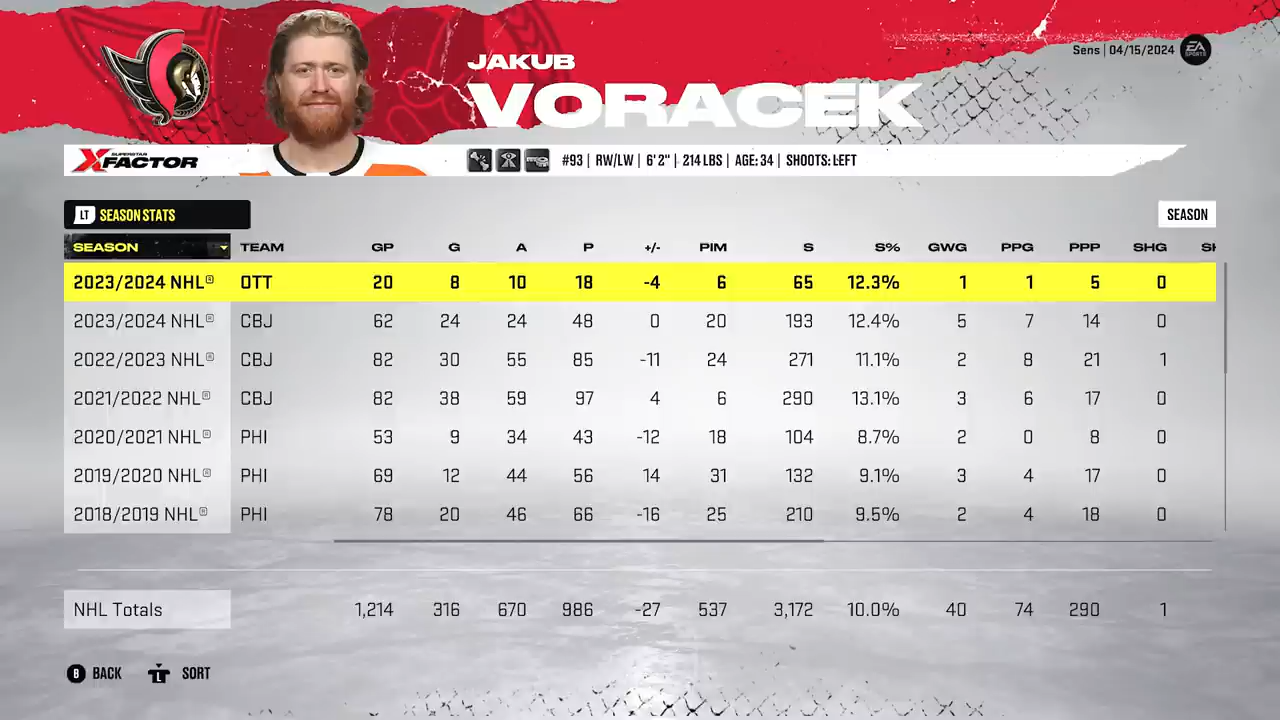 JAKUB
VORACEK
Sens | 04/15/2024 EA SPORTS
SUPERSTAR X FACTOR #93 | RW/LW | 6' 2" | 214 LBS | AGE: 34 | SHOOTS: LEFT
LT SEASON STATS SEASON
SEASON TEAM GP G A P +/- PIM S S% GWG PPG PPP SHG SH
2023/2024 NHL® OTT 20 8 10 18 -4 6 65 12.3% 1 1 5 0
2023/2024 NHL® CBJ 62 24 24 48 0 20 193 12.4% 5 7 14 0
2022/2023 NHL® CBJ 82 30 55 85 -11 24 271 11.1% 2 8 21 1
2021/2022 NHL® CBJ 82 38 59 97 4 6 290 13.1% 3 6 17 0
2020/2021 NHL® PHI 53 9 34 43 -12 18 104 8.7% 2 0 8 0
2019/2020 NHL® PHI 69 12 44 56 14 31 132 9.1% 3 4 17 0
2018/2019 NHL® PHI 78 20 46 66 -16 25 210 9.5% 2 4 18 0
NHL Totals 1,214 316 670 986 -27 537 3,172 10.0% 40 74 290 1
B BACK L SORT